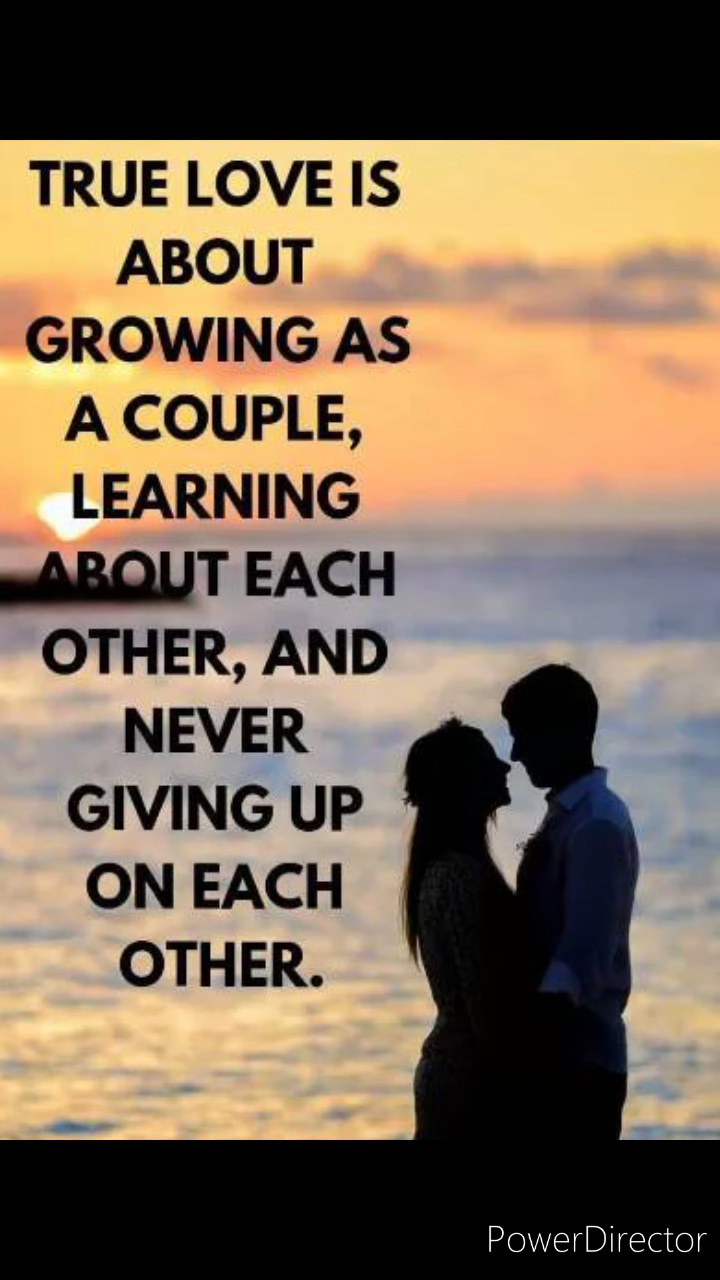 TRUE LOVE IS
ABOUT
GROWING AS
A COUPLE,
LEARNING
ABOUT EACH
OTHER, AND
NEVER
GIVING UP
ON EACH
OTHER.
PowerDirector